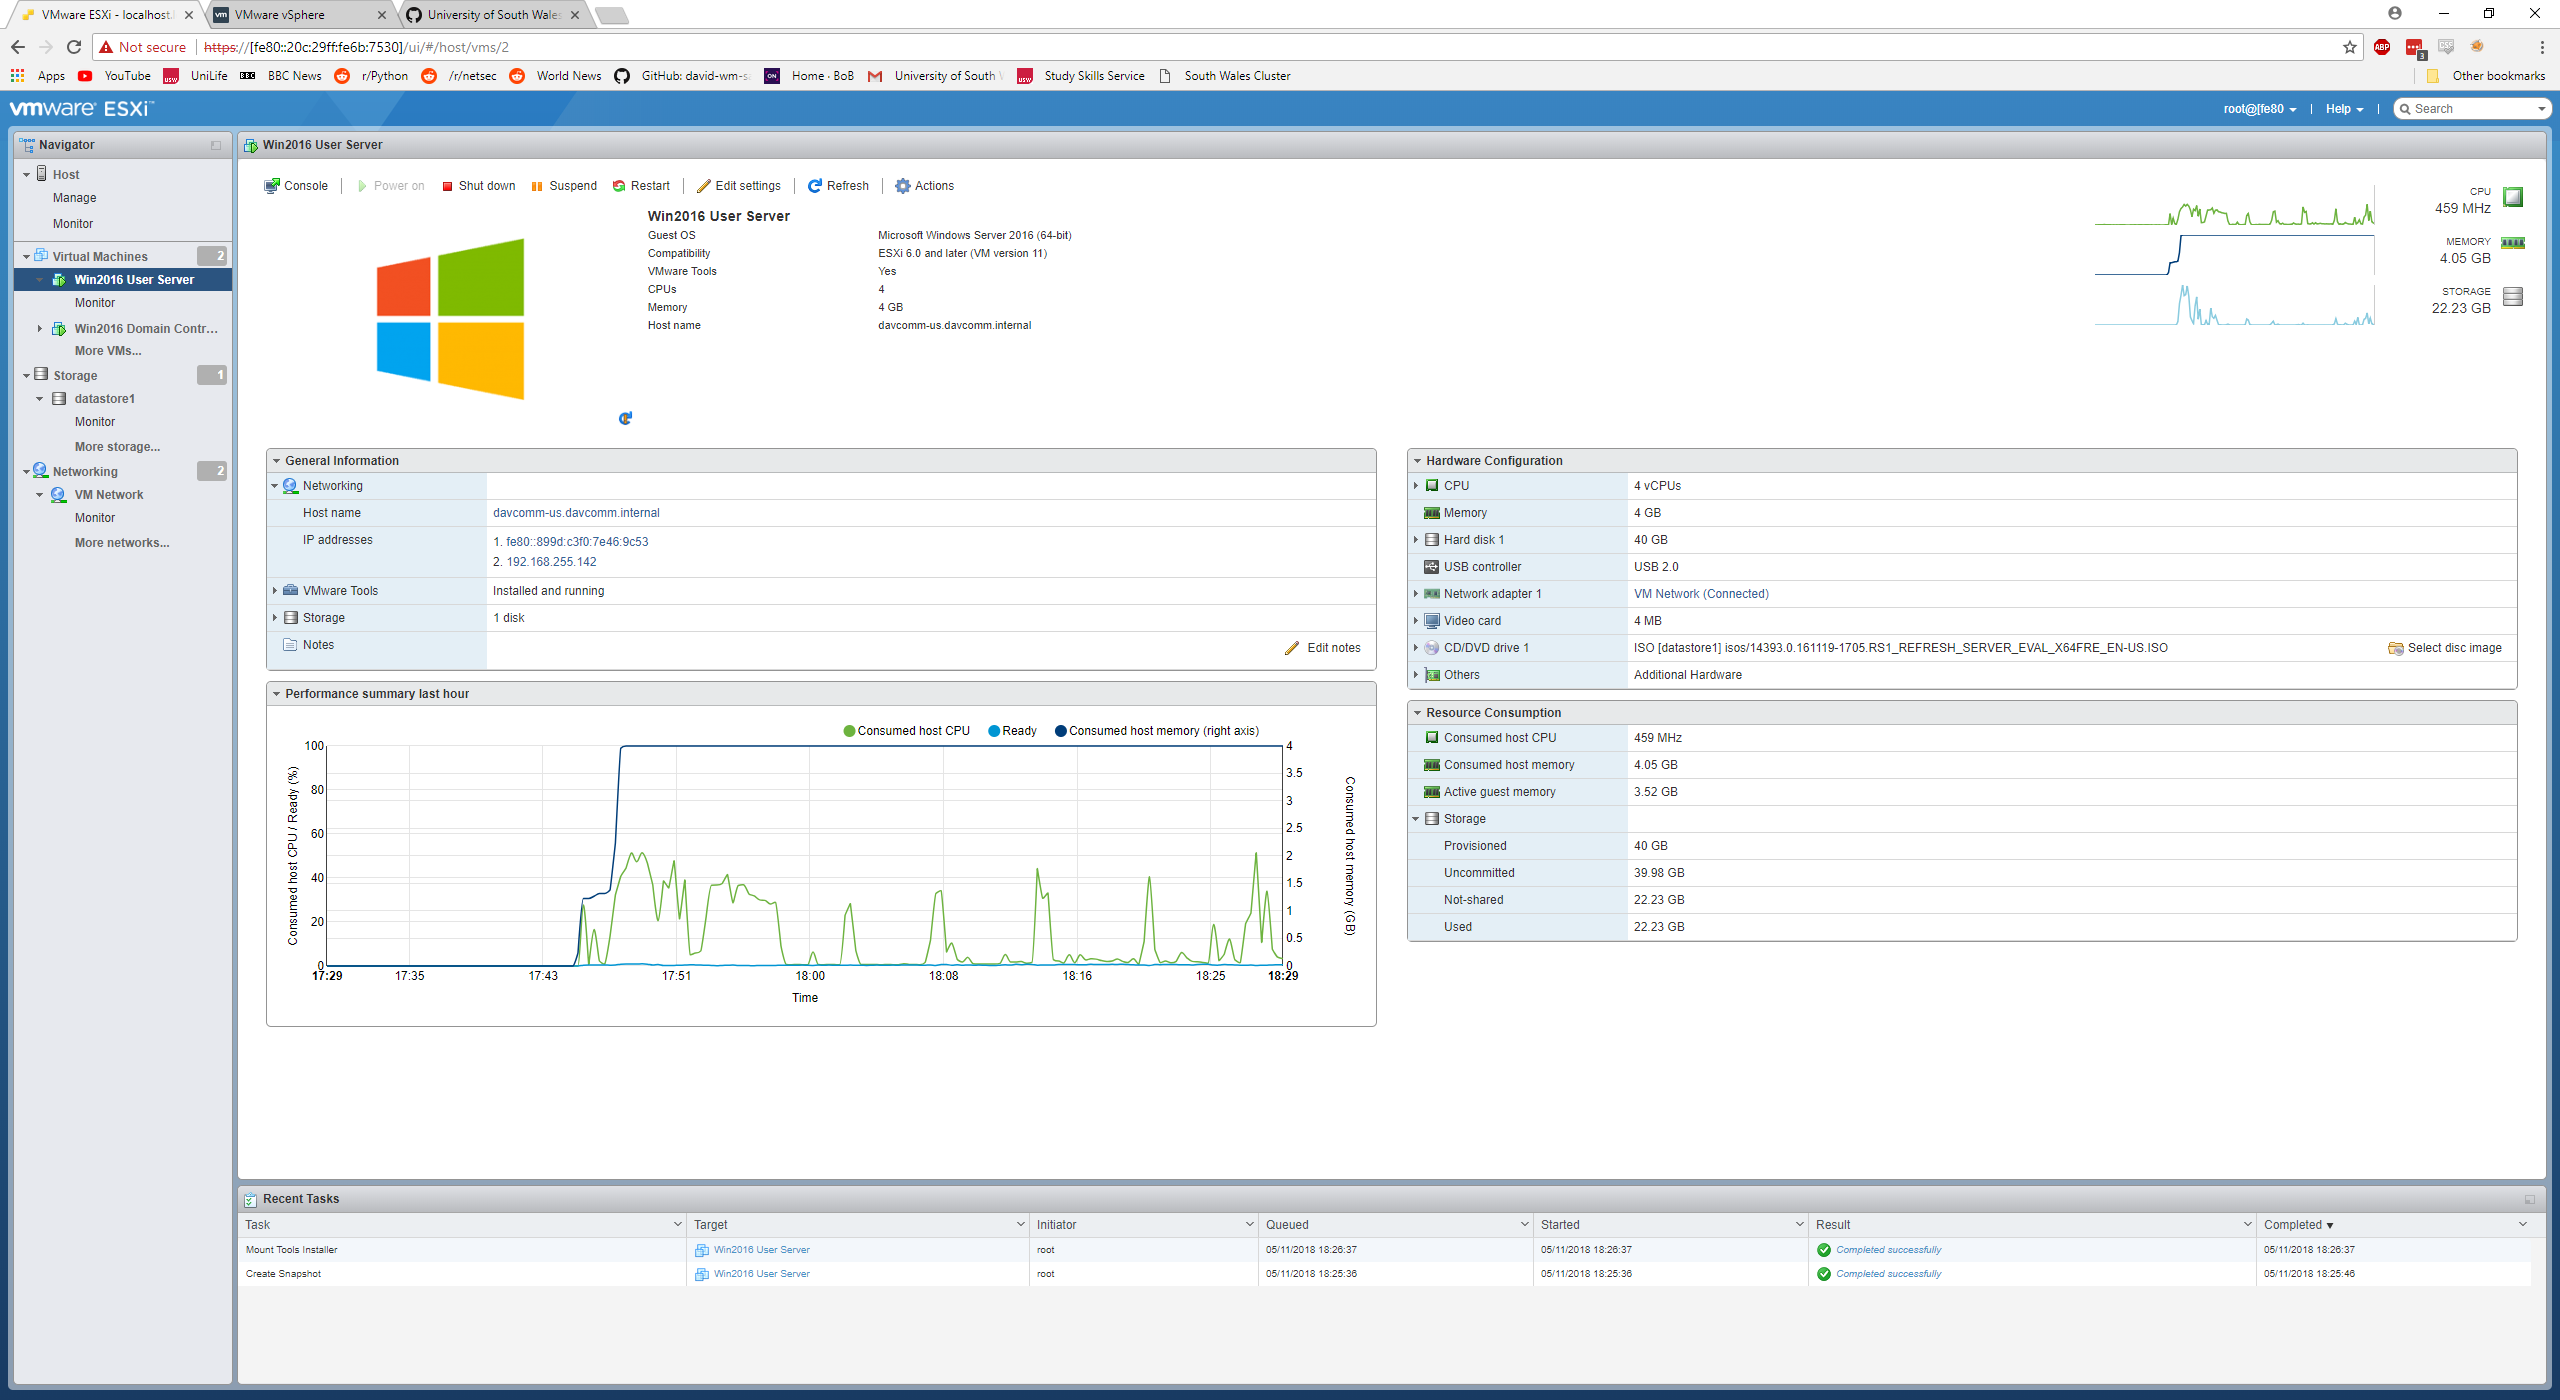 VMware ESXi - localhost.
VMware vSphere
University of South Wales
Not secure https://[fe80::20c:29ff:fe6b:7530]/ui/#/host/vms/2
ABP
3
Apps YouTube UniLife BBC News r/Python /r/netsec World News GitHub: david-wm-s Home · BoB University of South W Study Skills Service South Wales Cluster Other bookmarks
vmware ESXi™
root@[fe80 Help Search
Navigator
Host
Manage
Monitor
Virtual Machines 2
Win2016 User Server
Monitor
Win2016 Domain Contr...
More VMs...
Storage 1
datastore1
Monitor
More storage...
Networking 2
VM Network
Monitor
More networks...
Win2016 User Server
Console Power on Shut down Suspend Restart Edit settings Refresh Actions
Win2016 User Server
Guest OS Microsoft Windows Server 2016 (64-bit)
Compatibility ESXi 6.0 and later (VM version 11)
VMware Tools Yes
CPUs 4
Memory 4 GB
Host name davcomm-us.davcomm.internal
CPU
459 MHz
MEMORY
4.05 GB
STORAGE
22.23 GB
General Information
Networking
Host name davcomm-us.davcomm.internal
IP addresses 1. fe80::899d:c3f0:7e46:9c53
2. 192.168.255.142
VMware Tools Installed and running
Storage 1 disk
Notes Edit notes
Performance summary last hour
Consumed host CPU Ready Consumed host memory (right axis)
Consumed host CPU / Ready (%)
100
80
60
40
20
0
4
3.5
3
2.5
2
1.5
1
0.5
0
Consumed host memory (GB)
17:29 17:35 17:43 17:51 18:00 18:08 18:16 18:25 18:29
Time
Hardware Configuration
CPU 4 vCPUs
Memory 4 GB
Hard disk 1 40 GB
USB controller USB 2.0
Network adapter 1 VM Network (Connected)
Video card 4 MB
CD/DVD drive 1 ISO [datastore1] isos/14393.0.161119-1705.RS1_REFRESH_SERVER_EVAL_X64FRE_EN-US.ISO Select disc image
Others Additional Hardware
Resource Consumption
Consumed host CPU 459 MHz
Consumed host memory 4.05 GB
Active guest memory 3.52 GB
Storage
Provisioned 40 GB
Uncommitted 39.98 GB
Not-shared 22.23 GB
Used 22.23 GB
Recent Tasks
Task Target Initiator Queued Started Result Completed
Mount Tools Installer Win2016 User Server root 05/11/2018 18:26:37 05/11/2018 18:26:37 Completed successfully 05/11/2018 18:26:37
Create Snapshot Win2016 User Server root 05/11/2018 18:25:36 05/11/2018 18:25:36 Completed successfully 05/11/2018 18:25:46